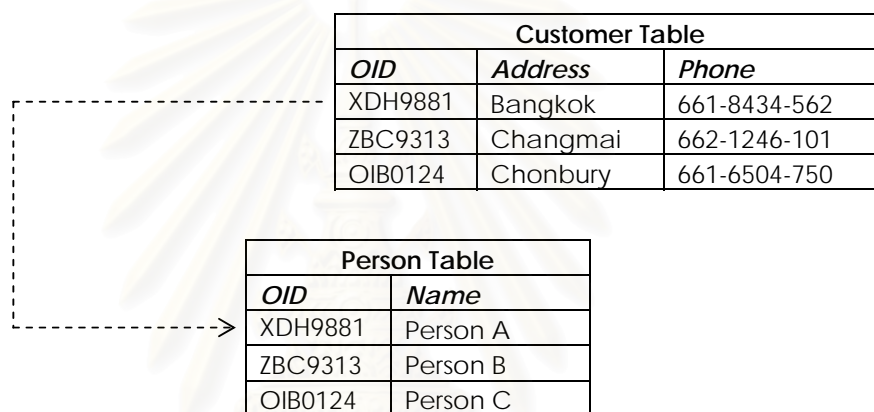 Customer Table
OID Address Phone
XDH9881 Bangkok 661-8434-562
ZBC9313 Changmai 662-1246-101
OIB0124 Chonbury 661-6504-750
Person Table
OID Name
XDH9881 Person A
ZBC9313 Person B
OIB0124 Person C